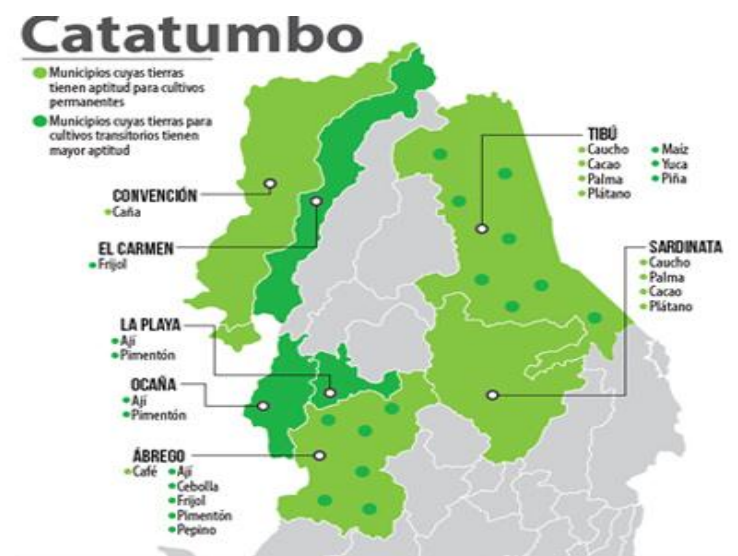 Catatumbo
Municipios cuyas tierras
tienen aptitud para cultivos
permanentes
Municipios cuyas tierras para
cultivos transitorios tienen
mayor aptitud
CONVENCIÓN
Caña
EL CARMEN
Frijol
LA PLAYA
Ají
Pimentón
OCAÑA
Ají
Pimentón
ÁBREGO
Café
Ají
Cebolla
Frijol
Pimentón
Pepino
TIBÚ
Caucho
Cacao
Palma
Plátano
Maíz
Yuca
Piña
SARDINATA
Caucho
Palma
Cacao
Plátano